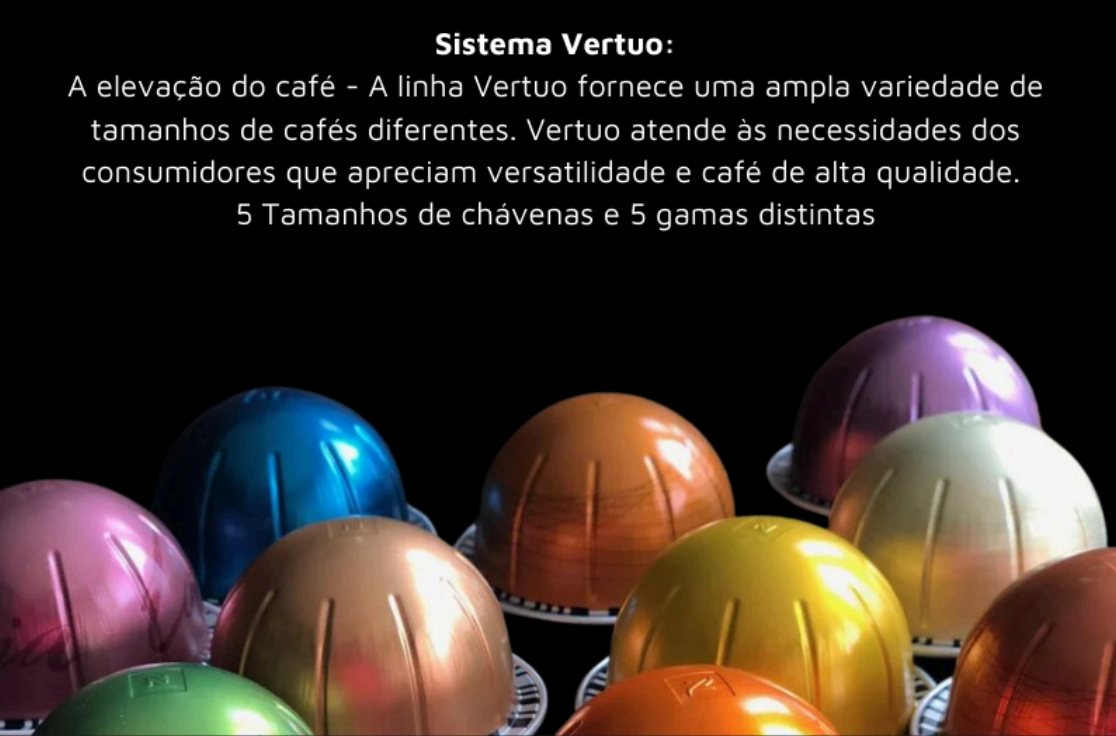 Sistema Vertuo:
A elevação do café - A linha Vertuo fornece uma ampla variedade de
tamanhos de cafés diferentes. Vertuo atende às necessidades dos
consumidores que apreciam versatilidade e café de alta qualidade.
5 Tamanhos de chávenas e 5 gamas distintas